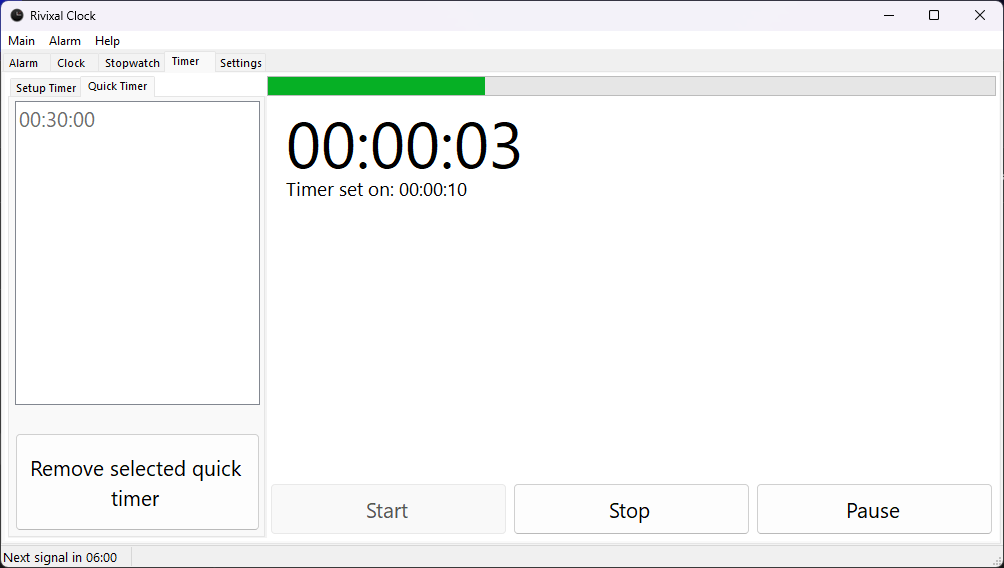 Rivixal Clock
Main Alarm Help
Alarm Clock Stopwatch Timer Settings
Setup Timer Quick Timer
00:30:00
00:00:03
Timer set on: 00:00:10
Remove selected quick
timer
Start Stop Pause
Next signal in 06:00